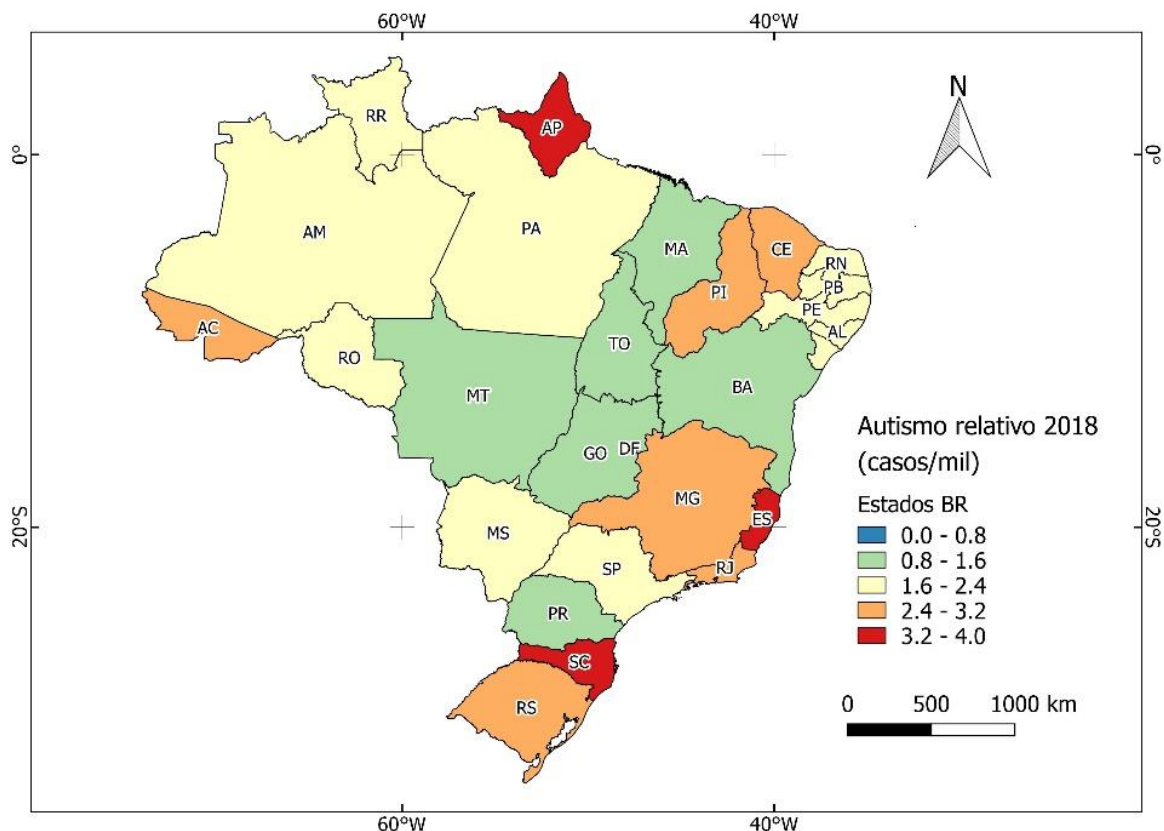 60°W 40°W
N
RR
AP
0° 0°
AM PA MA CE
RN
PB
PI
PE
AC AL
RO TO
MT BA
GO DF
MG
ES
20°S 20°S
MS
SP RJ
PR
SC
RS
Autismo relativo 2018
(casos/mil)
Estados BR
0.0 - 0.8
0.8 - 1.6
1.6 - 2.4
2.4 - 3.2
3.2 - 4.0
0 500 1000 km
60°W 40°W